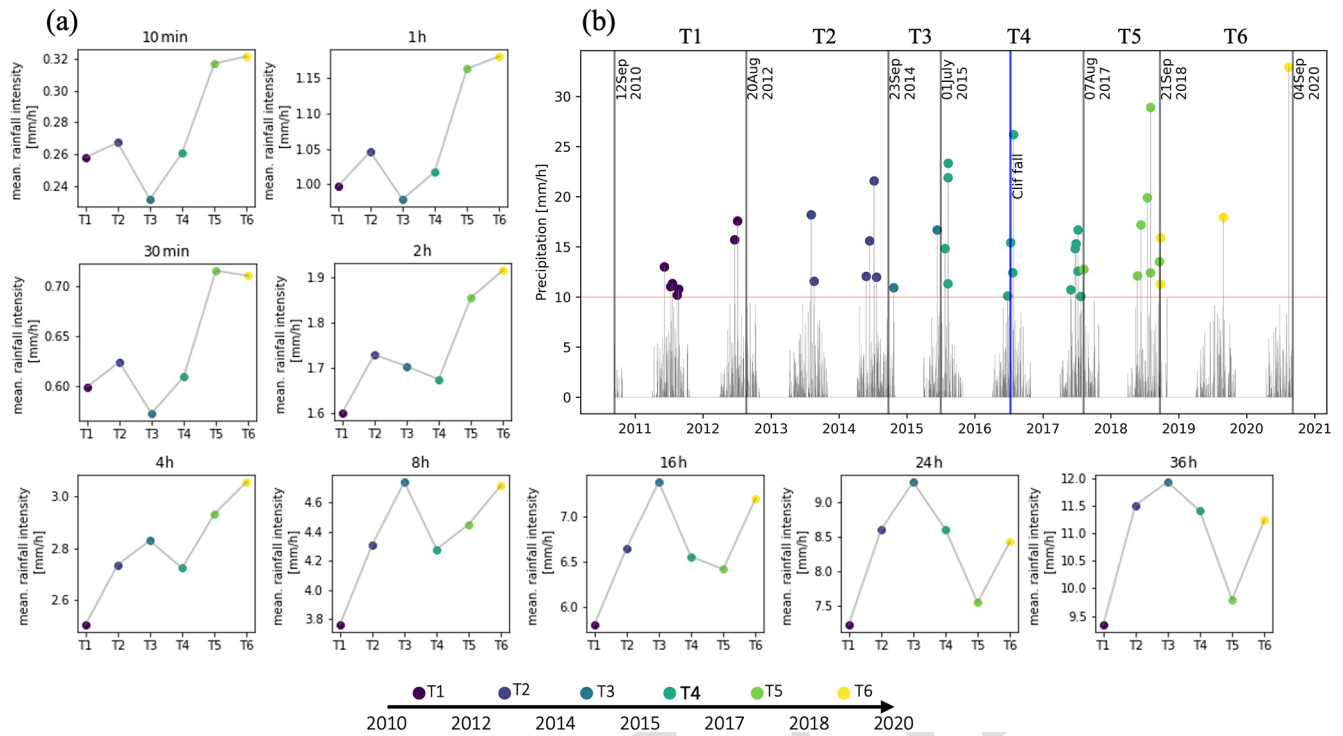 (a)
10 min
mean. rainfall intensity
[mm/h]
0.32
0.30
0.28
0.26
0.24
T1 T2 T3 T4 T5 T6
1h
mean. rainfall intensity
[mm/h]
1.15
1.10
1.05
1.00
T1 T2 T3 T4 T5 T6
30 min
mean. rainfall intensity
[mm/h]
0.70
0.65
0.60
T1 T2 T3 T4 T5 T6
2h
mean. rainfall intensity
[mm/h]
1.9
1.8
1.7
1.6
T1 T2 T3 T4 T5 T6
(b)
T1 T2 T3 T4 T5 T6
12Sep
2010
20Aug
2012
23Sep
2014
01July
2015
07Aug
2017
21Sep
2018
04Sep
2020
Clif fall
Precipitation [mm/h]
30
25
20
15
10
5
0
2011 2012 2013 2014 2015 2016 2017 2018 2019 2020 2021
4h
mean. rainfall intensity
[mm/h]
3.0
2.8
2.6
T1 T2 T3 T4 T5 T6
8h
mean. rainfall intensity
[mm/h]
4.6
4.4
4.2
4.0
3.8
T1 T2 T3 T4 T5 T6
16h
mean. rainfall intensity
[mm/h]
7.0
6.5
6.0
T1 T2 T3 T4 T5 T6
24h
mean. rainfall intensity
[mm/h]
9.0
8.5
8.0
7.5
T1 T2 T3 T4 T5 T6
36h
mean. rainfall intensity
[mm/h]
12.0
11.5
11.0
10.5
10.0
9.5
T1 T2 T3 T4 T5 T6
T1 T2 T3 T4 T5 T6
2010 2012 2014 2015 2017 2018 2020